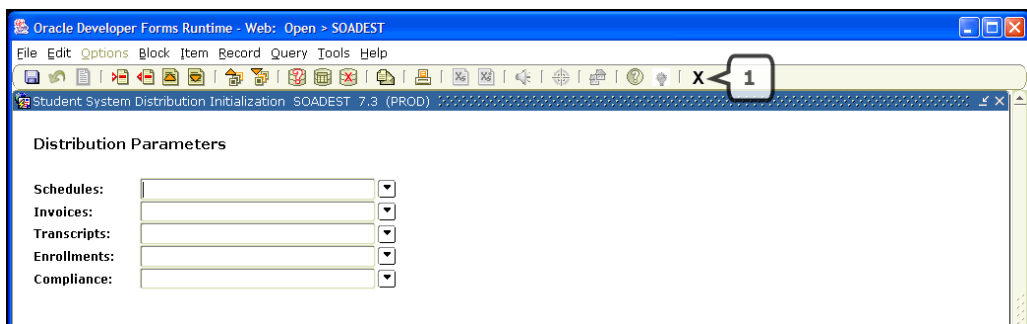 Oracle Developer Forms Runtime - Web: Open > SOADEST
File Edit Options Block Item Record Query Tools Help
X 1
Student System Distribution Initialization SOADEST 7.3 (PROD)
Distribution Parameters
Schedules:
Invoices:
Transcripts:
Enrollments:
Compliance: